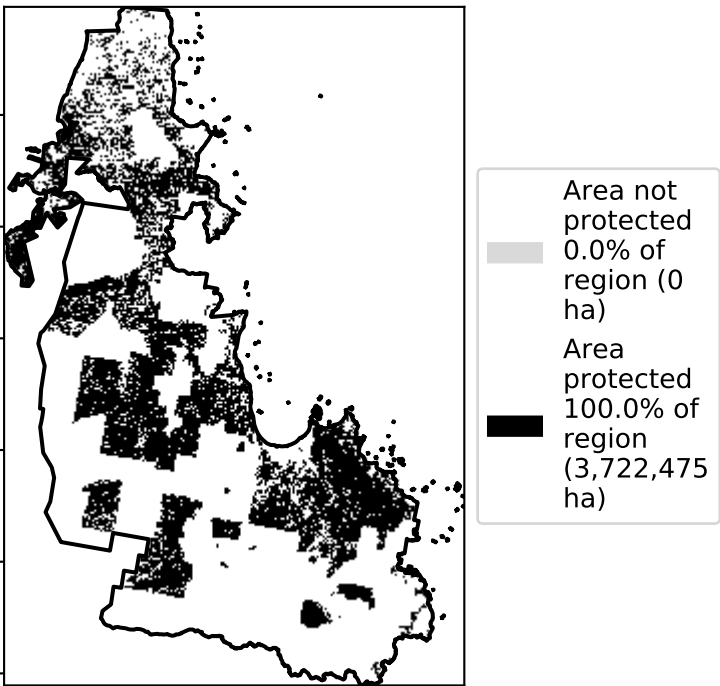 Area not
protected
0.0% of
region (0
ha)
Area
protected
100.0% of
region
(3,722,475
ha)